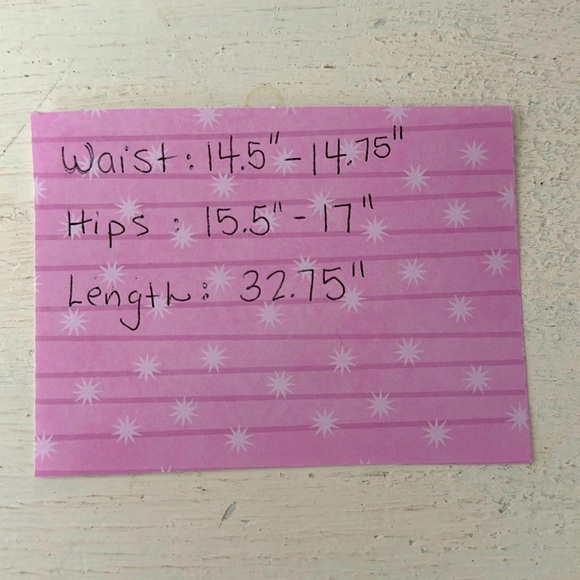 Waist: 14.5"-14.75"
Hips : 15.5"-17"
Length: 32.75"